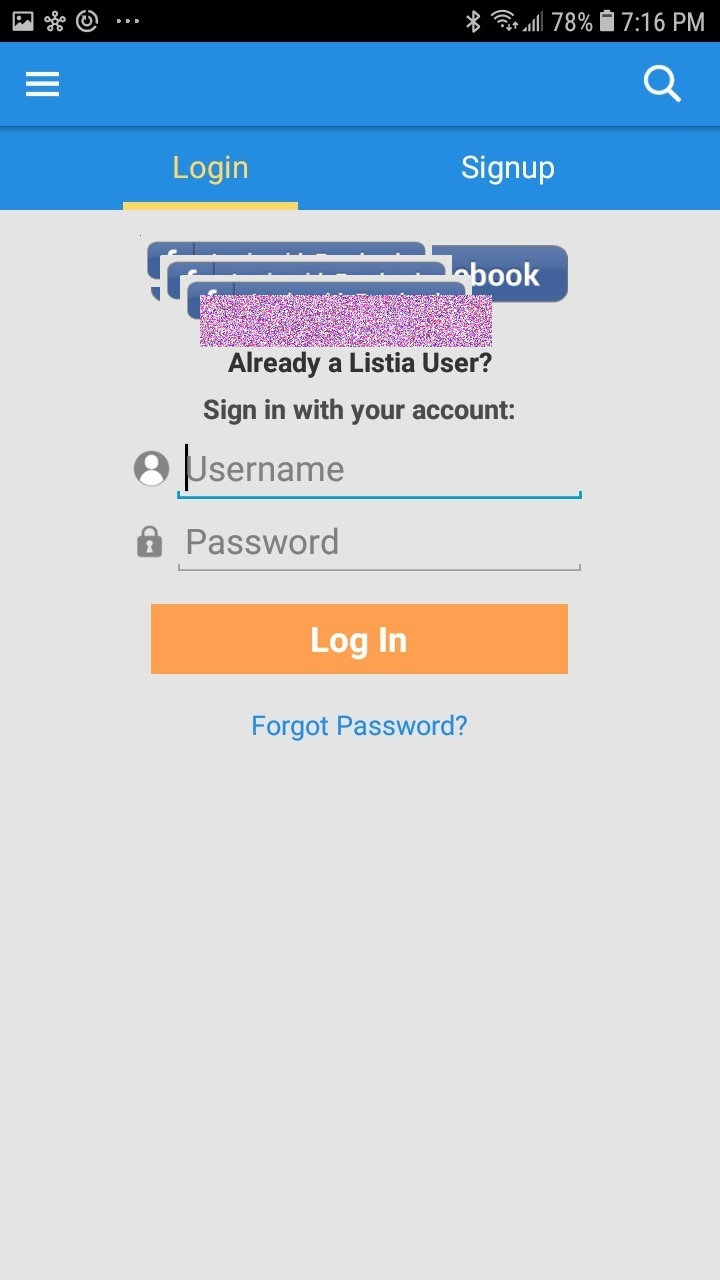 78% 7:16 PM
Login Signup
ebook
Already a Listia User?
Sign in with your account:
Username
Password
Log In
Forgot Password?